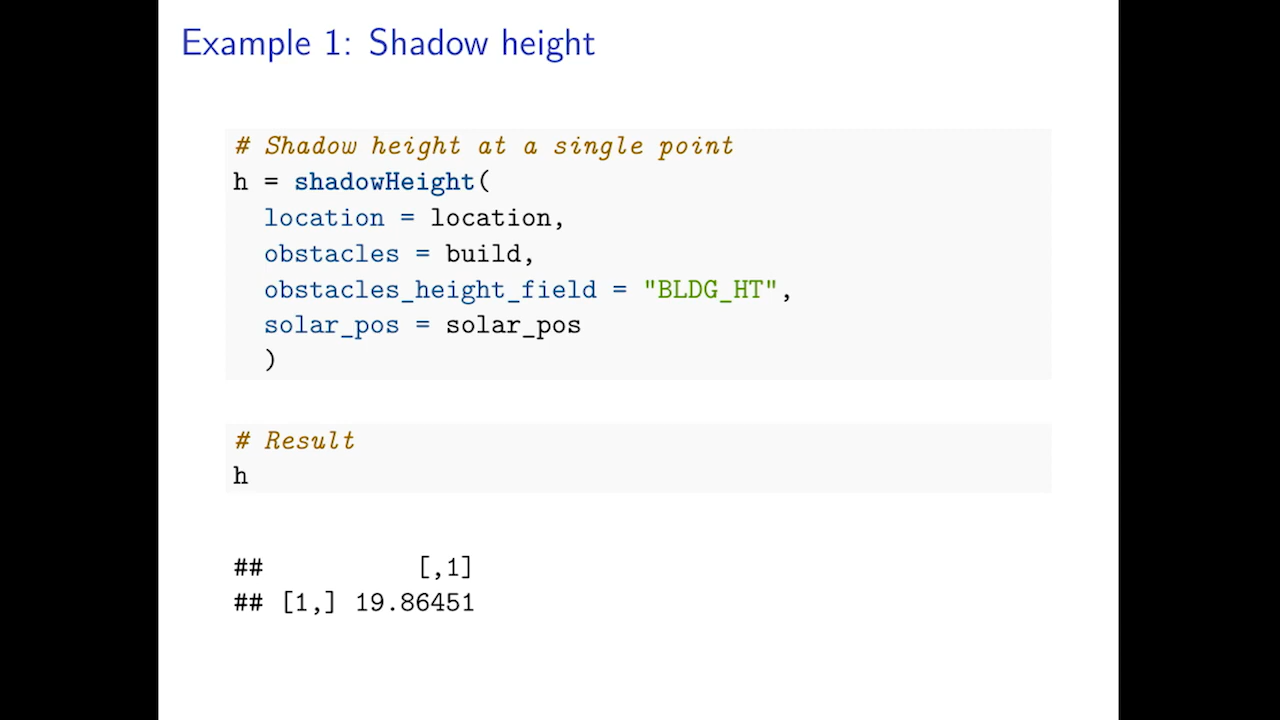 Example 1: Shadow height
# Shadow height at a single point
h = shadowHeight(
location = location,
obstacles = build,
obstacles_height_field = "BLDG_HT",
solar_pos = solar_pos
)
# Result
h
## [,1]
## [1,] 19.86451